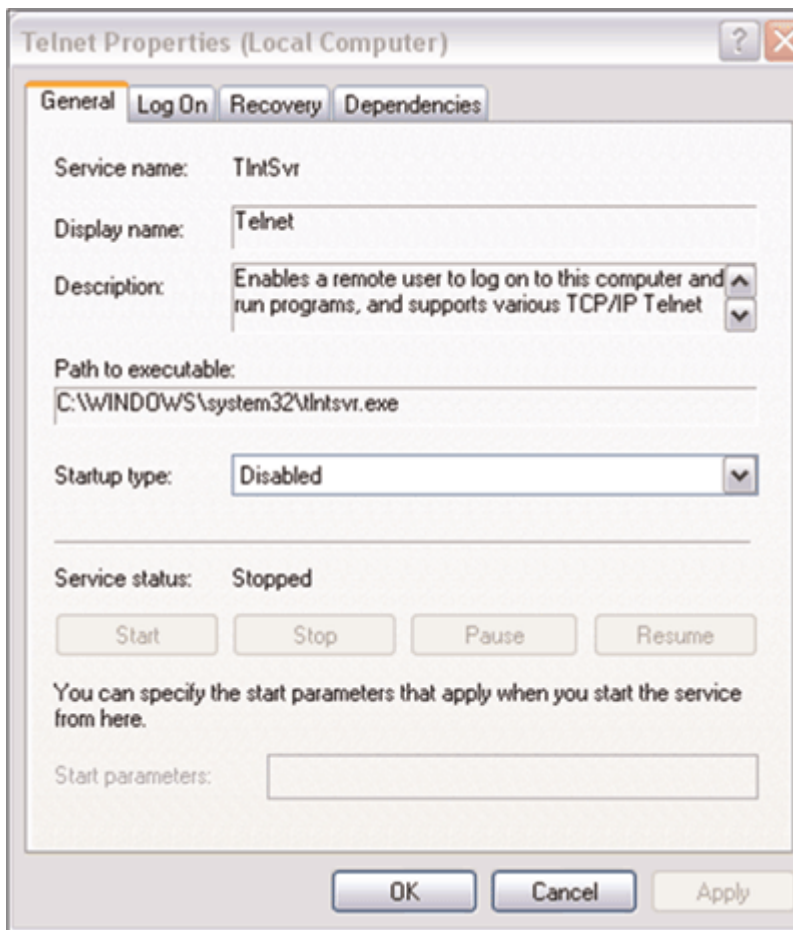 Telnet Properties (Local Computer)
General Log On Recovery Dependencies
Service name: TlntSvr
Display name: Telnet
Description: Enables a remote user to log on to this computer and
run programs, and supports various TCP/IP Telnet
Path to executable:
C:\WINDOWS\system32\tlntsvr.exe
Startup type: Disabled
Service status: Stopped
Start Stop Pause Resume
You can specify the start parameters that apply when you start the service
from here.
Start parameters:
OK Cancel Apply